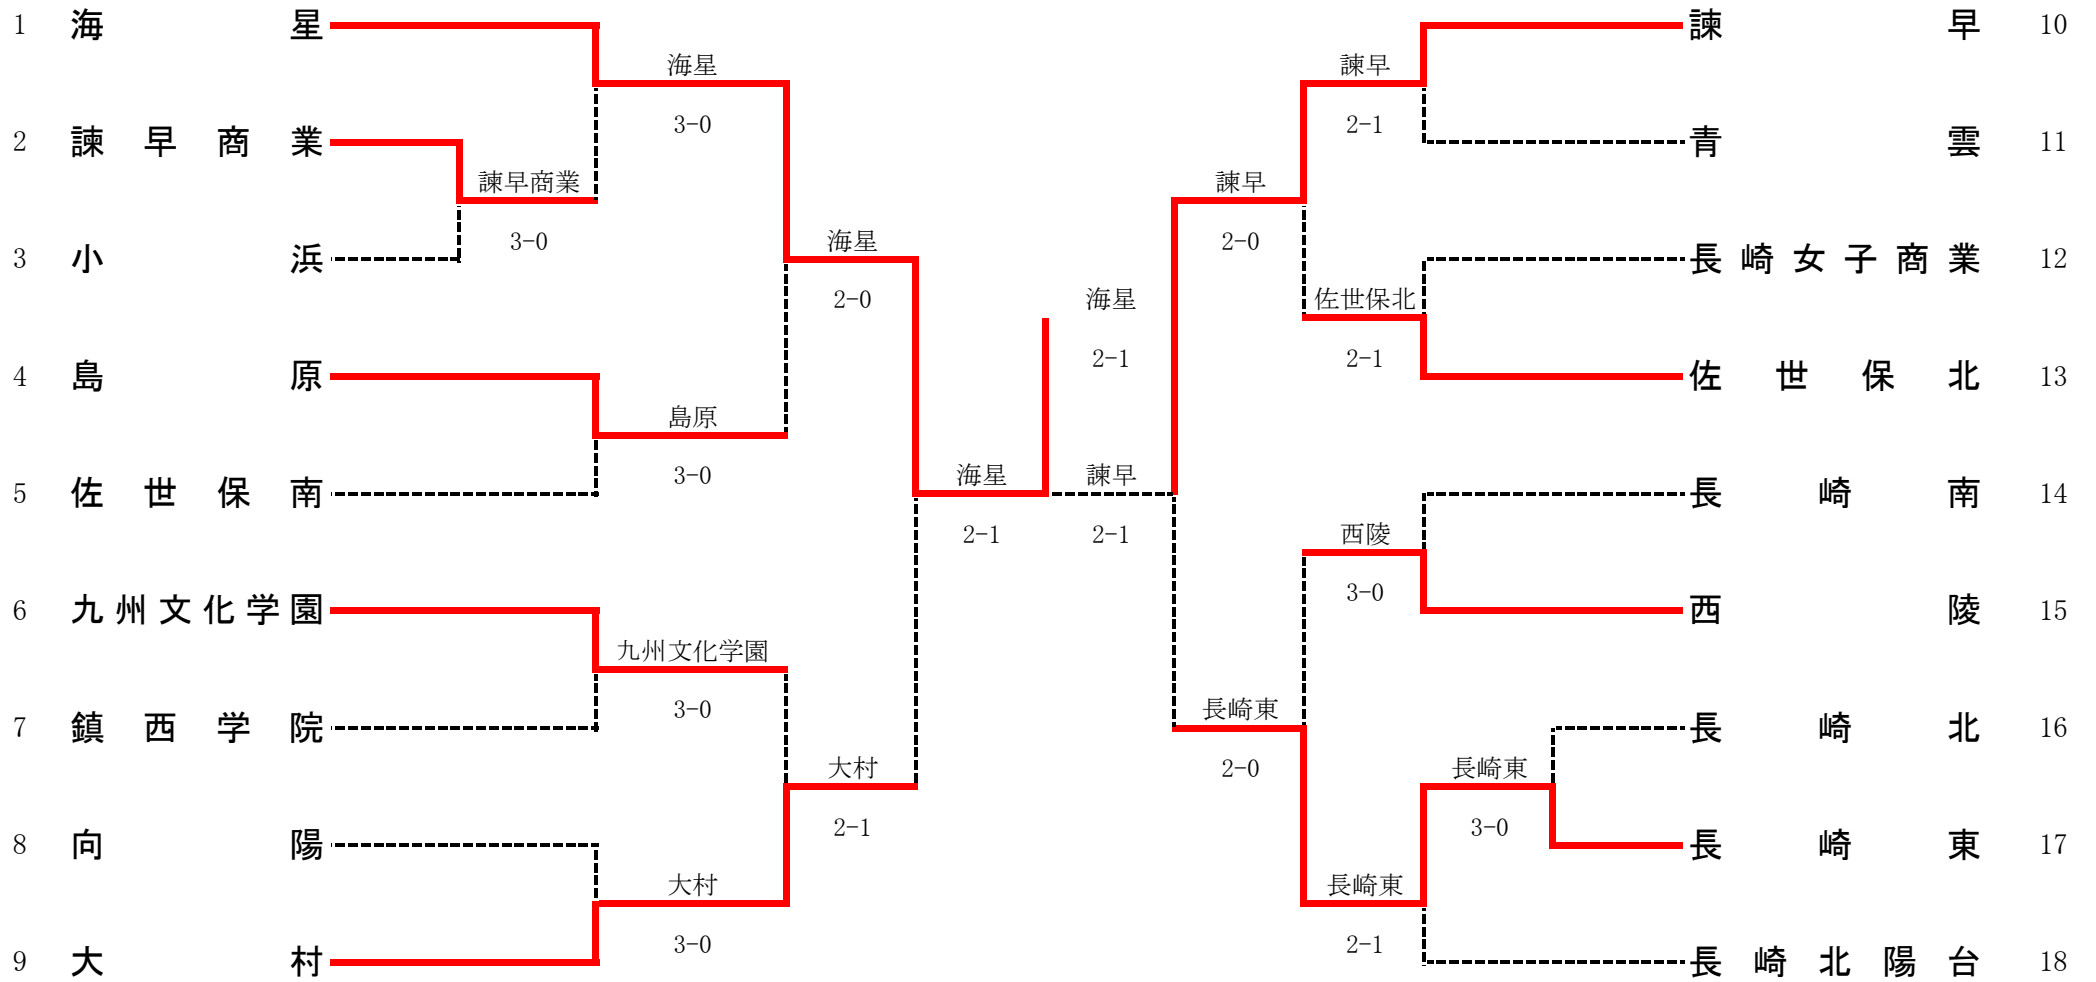 1 海星
海星
3-0
2 諫早商業
諫早商業
3-0
3 小浜
海星
2-0
4 島原
島原
3-0
5 佐世保南
海星
2-1
6 九州文化学園
九州文化学園
3-0
7 鎮西学院
大村
2-1
8 向陽
大村
3-0
9 大村
海星
2-1
諫早
2-1
諫早 10
諫早
2-1
青雲 11
諫早
2-0
長崎女子商業 12
佐世保北
2-1
佐世保北 13
長崎南 14
西陵
3-0
西陵 15
長崎東
2-0
長崎北 16
長崎東
3-0
長崎東 17
長崎東
2-1
長崎北陽台 18